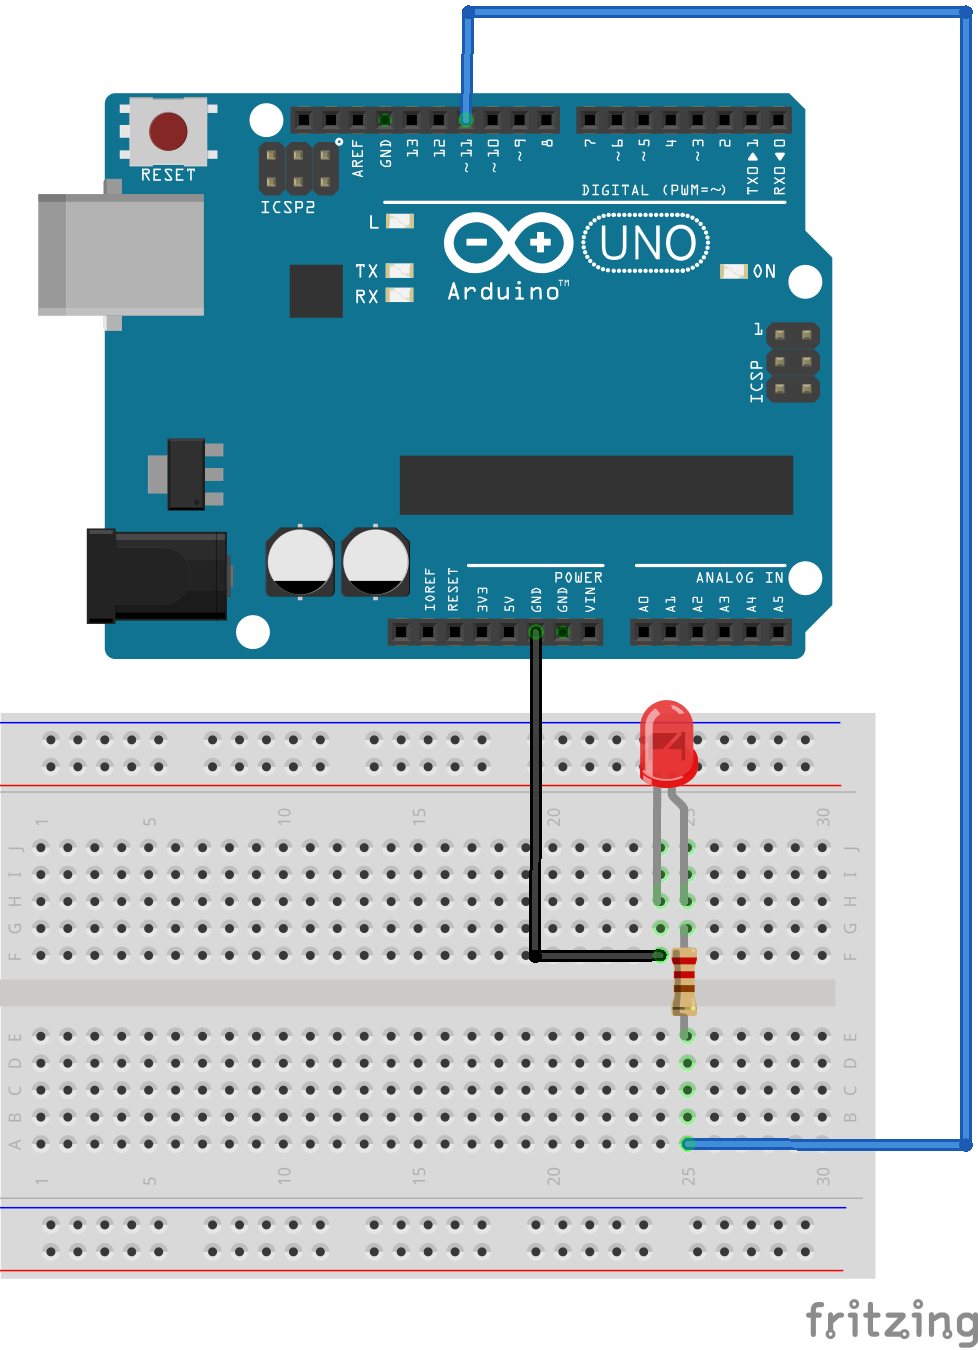 RESET
ICSP2
AREF
GND
13
12
~11
~10
~9
8
7
~6
~5
4
~3
2
TX0▶1
RX0◀0
DIGITAL (PWM=~)
L
TX
RX
UNO
Arduino™
ON
1
ICSP
IOREF
RESET
3V3
5V
GND
GND
VIN
POWER
ANALOG IN
A0
A1
A2
A3
A4
A5
1 5 10 15 20 25 30
J J
I I
H H
G G
F F
E E
D D
C C
B B
A A
1 5 10 15 20 25 30
fritzing